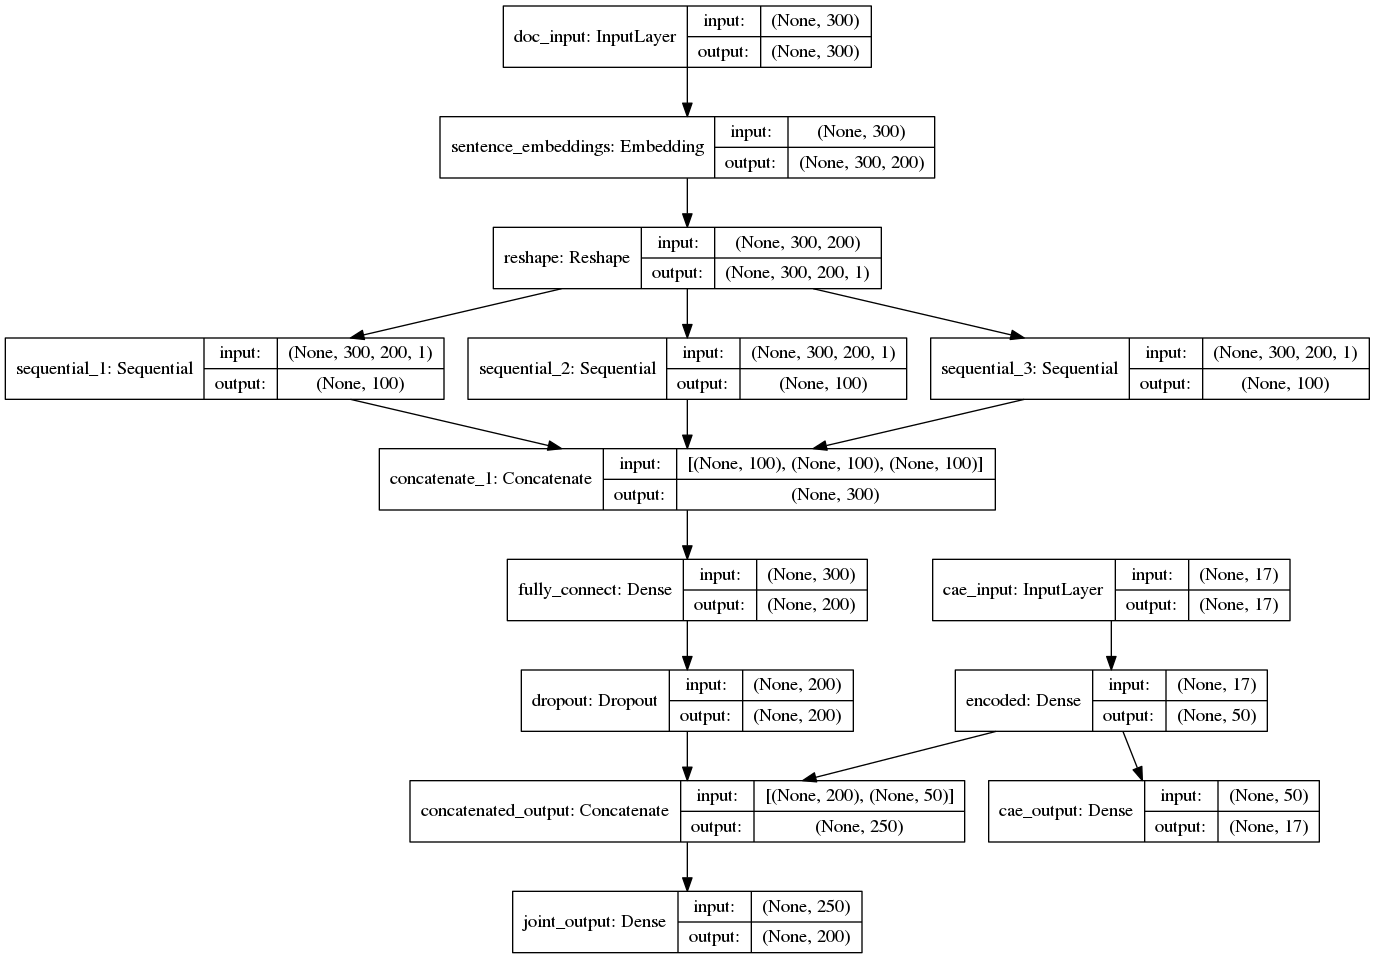 doc_input: InputLayer
input:
(None, 300)
output:
(None, 300)
sentence_embeddings: Embedding
input:
(None, 300)
output:
(None, 300, 200)
reshape: Reshape
input:
(None, 300, 200)
output:
(None, 300, 200, 1)
sequential_1: Sequential
input:
(None, 300, 200, 1)
output:
(None, 100)
sequential_2: Sequential
input:
(None, 300, 200, 1)
output:
(None, 100)
sequential_3: Sequential
input:
(None, 300, 200, 1)
output:
(None, 100)
concatenate_1: Concatenate
input:
[(None, 100), (None, 100), (None, 100)]
output:
(None, 300)
fully_connect: Dense
input:
(None, 300)
output:
(None, 200)
cae_input: InputLayer
input:
(None, 17)
output:
(None, 17)
dropout: Dropout
input:
(None, 200)
output:
(None, 200)
encoded: Dense
input:
(None, 17)
output:
(None, 50)
concatenated_output: Concatenate
input:
[(None, 200), (None, 50)]
output:
(None, 250)
cae_output: Dense
input:
(None, 50)
output:
(None, 17)
joint_output: Dense
input:
(None, 250)
output:
(None, 200)